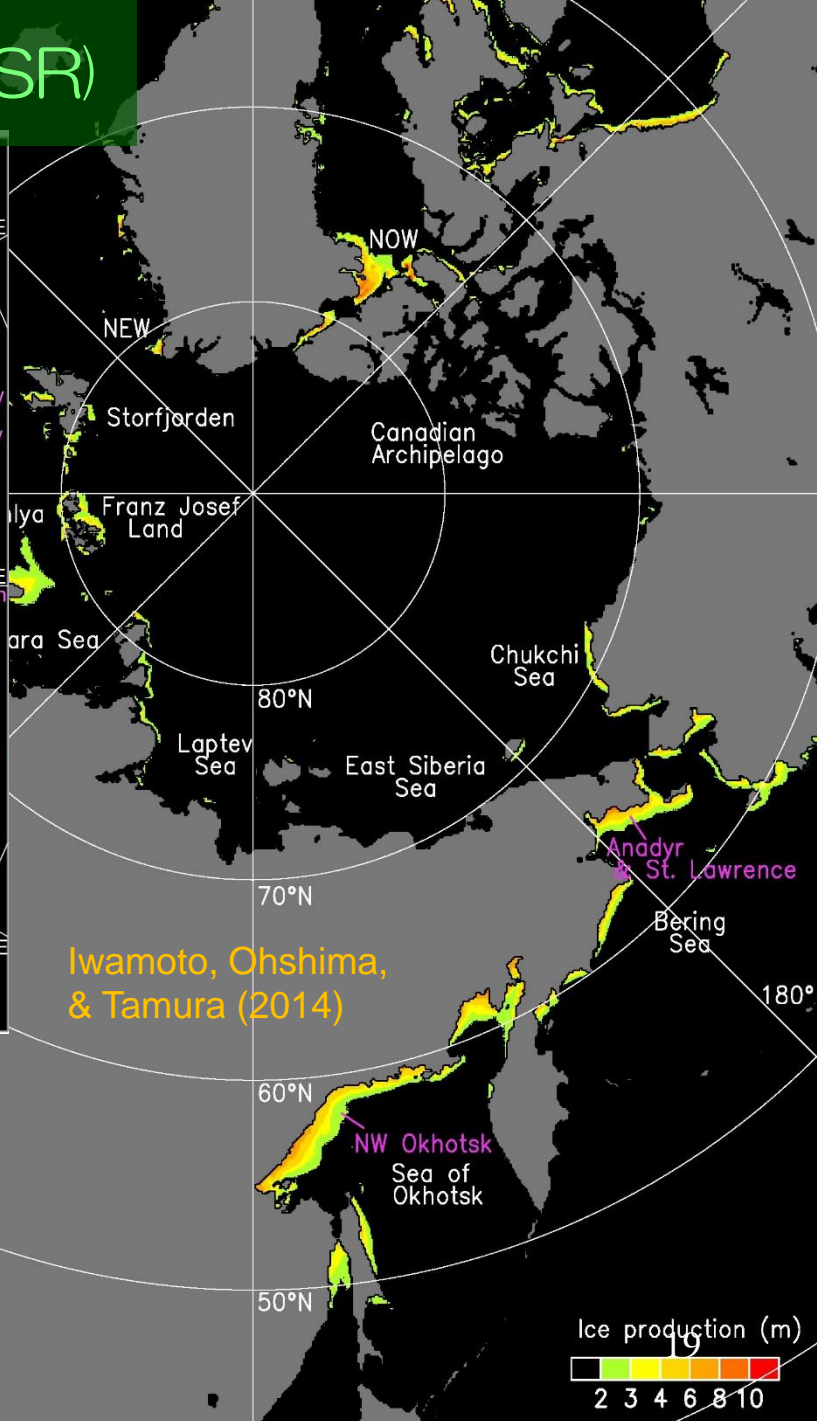 SR)
NOW
NEW
Storfjorden
Canadian
Archipelago
Franz Josef
Land
lya
ara Sea
Chukchi
Sea
80°N
Laptev
Sea
East Siberia
Sea
Anadyr
& St. Lawrence
70°N
Bering
Sea
Iwamoto, Ohshima,
& Tamura (2014)
180°
60°N
NW Okhotsk
Sea of
Okhotsk
50°N
Ice production (m)
19
2 3 4 6 8 10